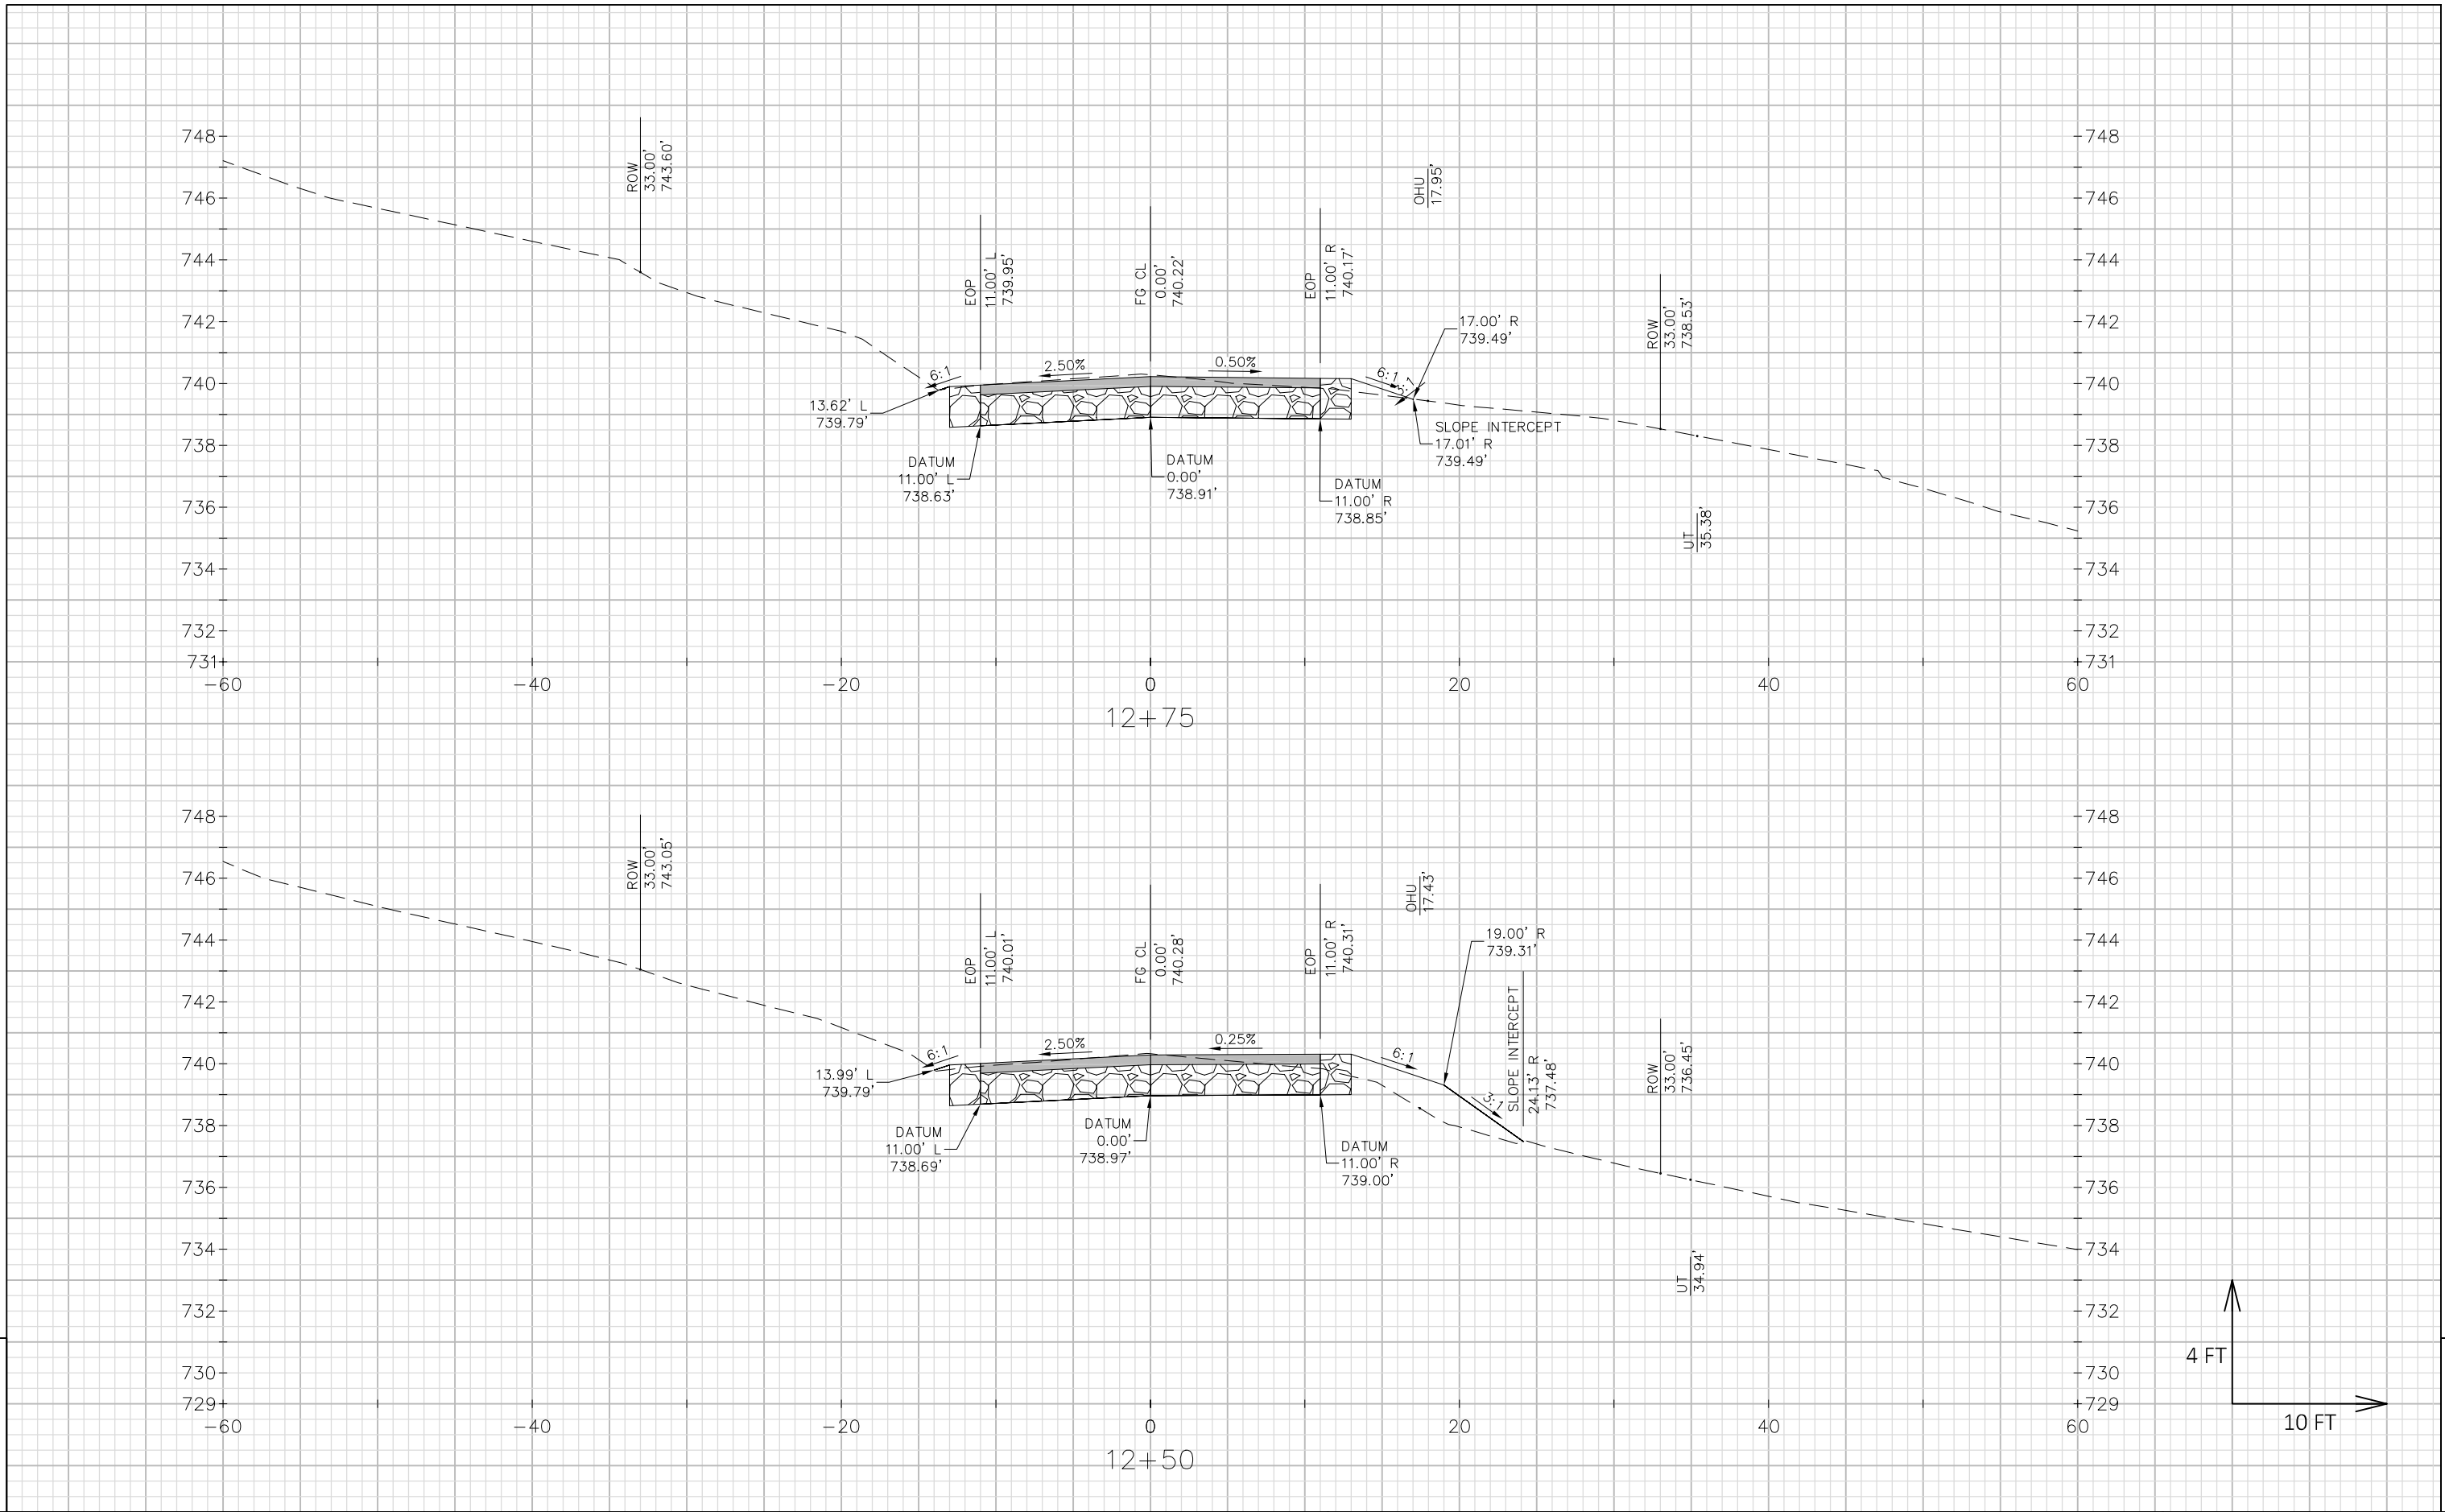 748
746
744
742
740
738
736
734
732
731
748
746
744
742
740
738
736
734
732
731
ROW
33.00'
743.60'
EOP
11.00' L
739.95'
FG CL
0.00'
740.22'
EOP
11.00' R
740.17'
OHU
17.95'
17.00' R
739.49'
ROW
33.00'
738.53'
6:1
2.50%
0.50%
6:1
3:1
13.62' L
739.79'
DATUM
11.00' L
738.63'
DATUM
0.00'
738.91'
DATUM
11.00' R
738.85'
SLOPE INTERCEPT
17.01' R
739.49'
UT
35.38'
-60
-40
-20
0
20
40
60
12+75
748
746
744
742
740
738
736
734
732
730
729
748
746
744
742
740
738
736
734
732
730
729
ROW
33.00'
743.05'
EOP
11.00' L
740.01'
FG CL
0.00'
740.28'
EOP
11.00' R
740.31'
OHU
17.43'
19.00' R
739.31'
SLOPE INTERCEPT
24.13' R
737.48'
ROW
33.00'
736.45'
6:1
2.50%
0.25%
6:1
3:1
13.99' L
739.79'
DATUM
11.00' L
738.69'
DATUM
0.00'
738.97'
DATUM
11.00' R
739.00'
UT
34.94'
-60
-40
-20
0
20
40
60
12+50
4 FT
10 FT